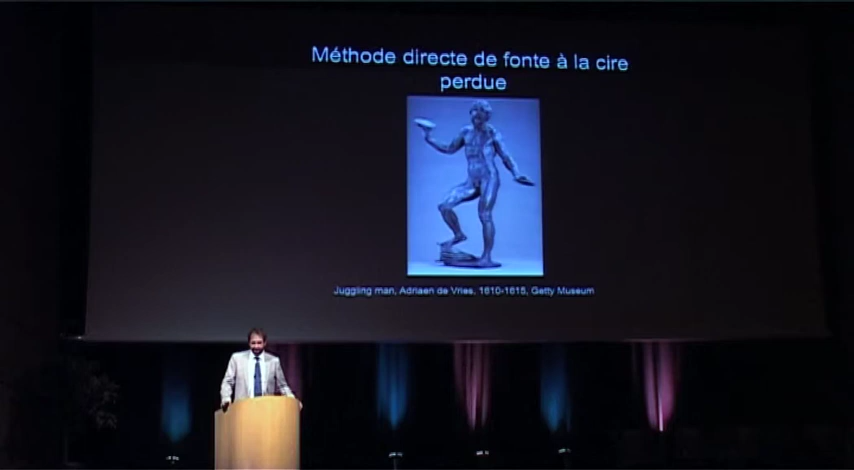 Méthode directe de fonte à la cire
perdue
Juggling man, Adriaen de Vries, 1610-1615, Getty Museum